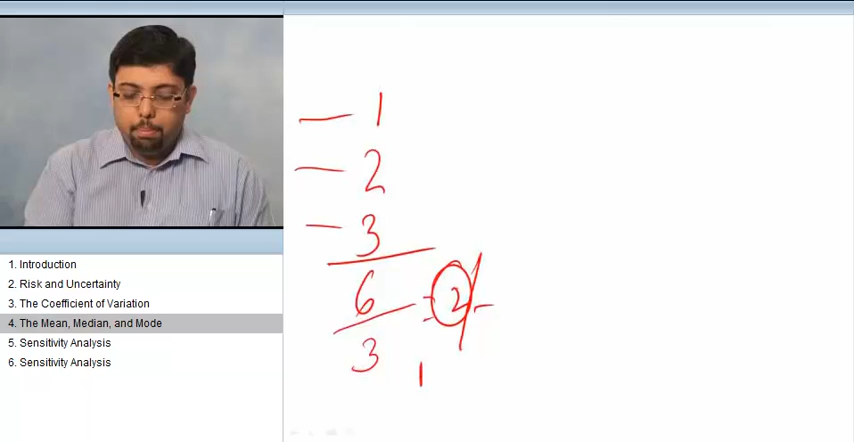 1. Introduction
2. Risk and Uncertainty
3. The Coefficient of Variation
4. The Mean, Median, and Mode
5. Sensitivity Analysis
6. Sensitivity Analysis
— 1
— 2
— 3
6 = 2
3
1